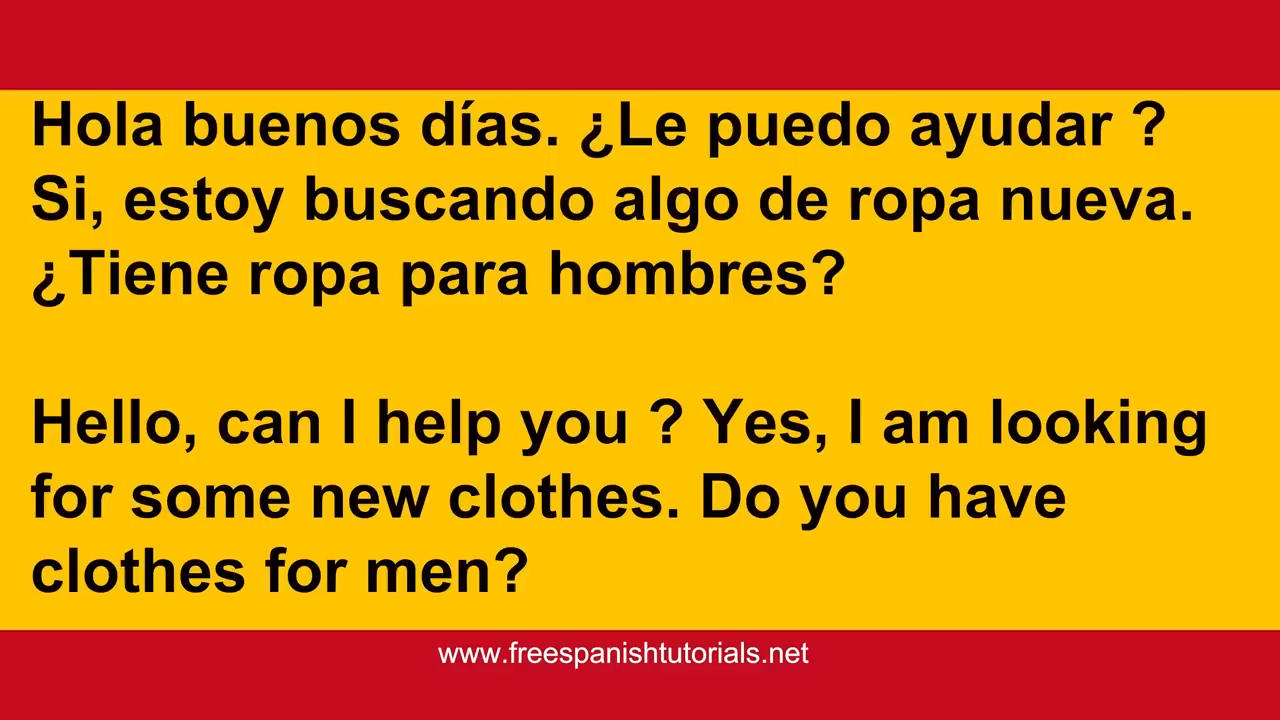 Hola buenos días. ¿Le puedo ayudar ?
Si, estoy buscando algo de ropa nueva.
¿Tiene ropa para hombres?
Hello, can I help you ? Yes, I am looking
for some new clothes. Do you have
clothes for men?
www.freespanishtutorials.net